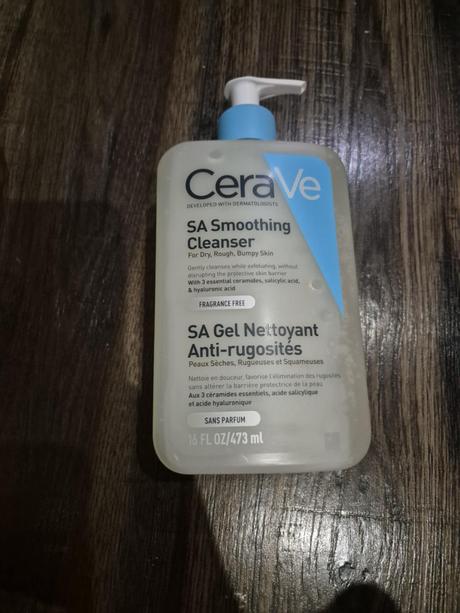 CeraVe
DEVELOPED WITH DERMATOLOGISTS
SA Smoothing
Cleanser
For Dry, Rough, Bumpy Skin
Gently cleanses while exfoliating, without
disrupting the protective skin barrier
With 3 essential ceramides, salicylic acid,
& hyaluronic acid
FRAGRANCE FREE
SA Gel Nettoyant
Anti-rugosités
Peaux Sèches, Rugueuses et Squameuses
Nettoie en douceur, favorise l'élimination des rugosités
sans altérer la barrière protectrice de la peau
Aux 3 céramides essentiels, acide salicylique
et acide hyaluronique
SANS PARFUM
16 FL OZ/473 ml